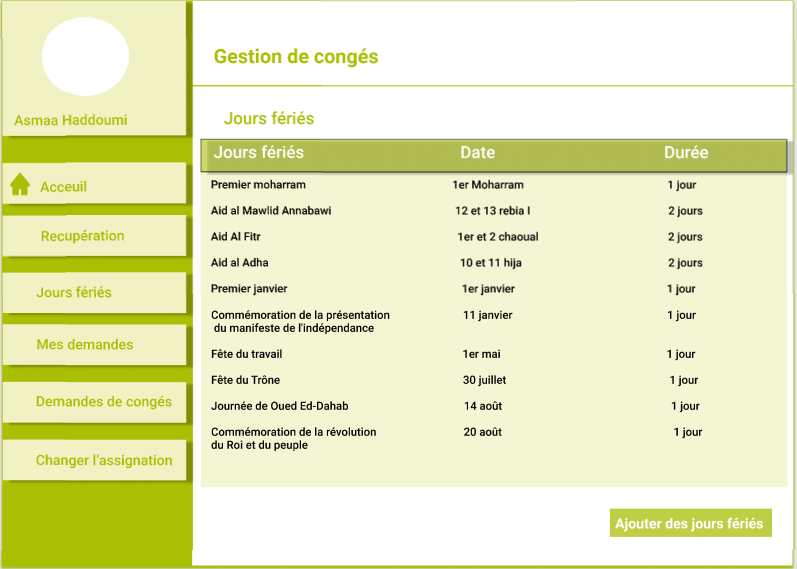 Asmaa Haddoumi
Acceuil
Recupération
Jours fériés
Mes demandes
Demandes de congés
Changer l'assignation
Gestion de congés
Jours fériés
Jours fériés Date Durée
Premier moharram 1er Moharram 1 jour
Aid al Mawlid Annabawi 12 et 13 rebia I 2 jours
Aid Al Fitr 1er et 2 chaoual 2 jours
Aid al Adha 10 et 11 hija 2 jours
Premier janvier 1er janvier 1 jour
Commémoration de la présentation 11 janvier 1 jour
du manifeste de l'indépendance
Fête du travail 1er mai 1 jour
Fête du Trône 30 juillet 1 jour
Journée de Oued Ed-Dahab 14 août 1 jour
Commémoration de la révolution 20 août 1 jour
du Roi et du peuple
Ajouter des jours fériés